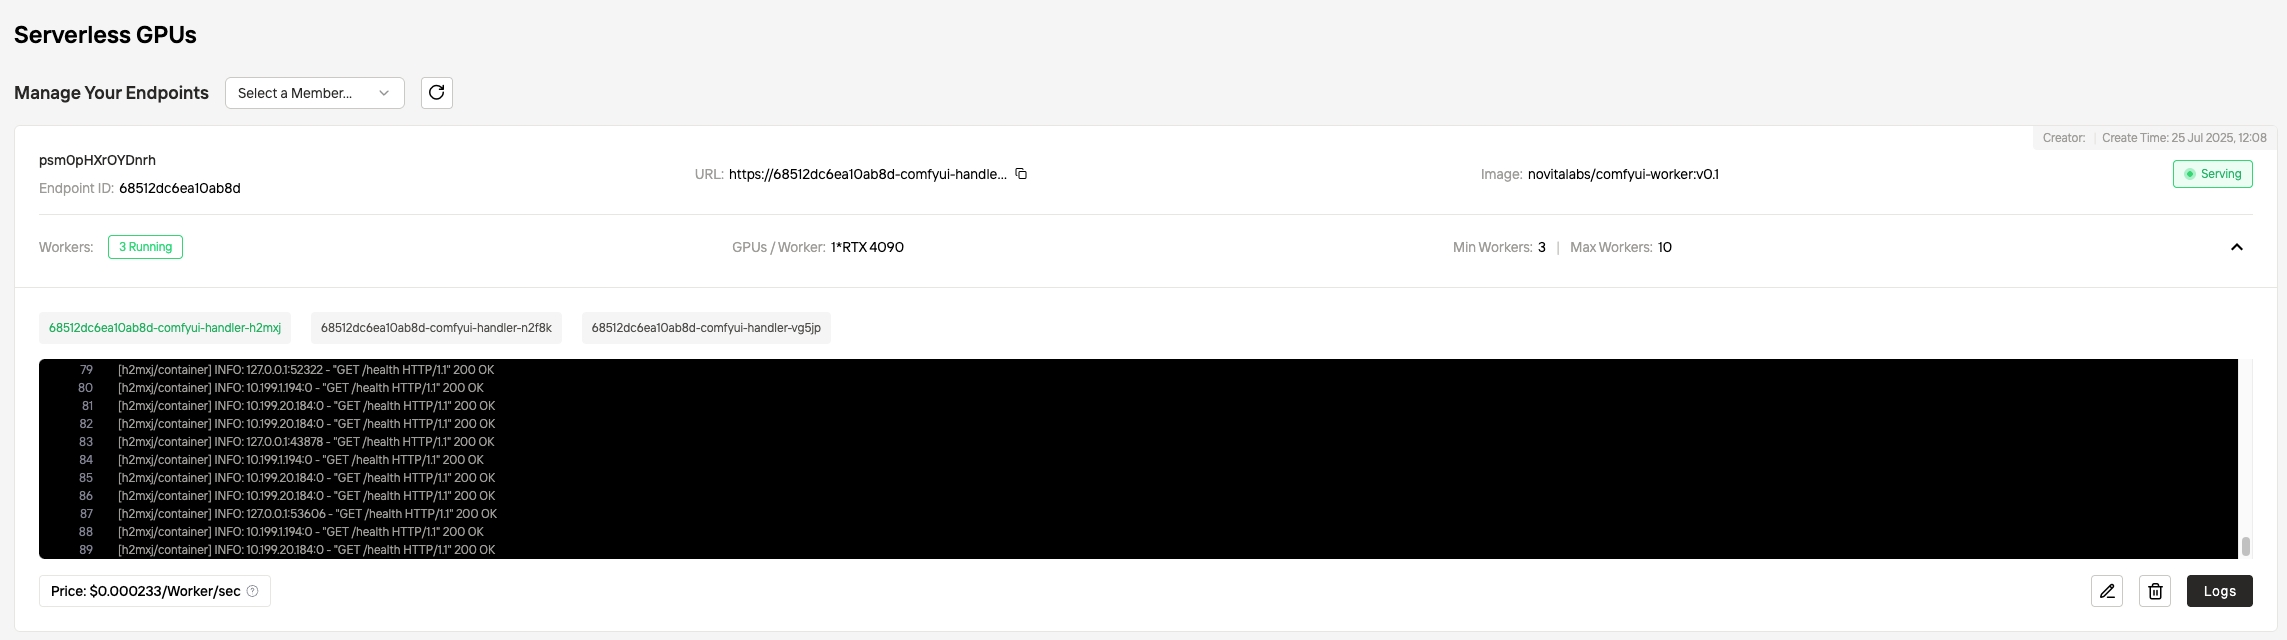 Serverless GPUs
Manage Your Endpoints Select a Member...
Creator: | Create Time: 25 Jul 2025, 12:08
psm0pHXrOYDnrh
Endpoint ID: 68512dc6ea10ab8d
URL: https://68512dc6ea10ab8d-comfyui-handle...
Image: novitalabs/comfyui-worker:v0.1
Serving
Workers: 3 Running
GPUs / Worker: 1*RTX 4090
Min Workers: 3 | Max Workers: 10
68512dc6ea10ab8d-comfyui-handler-h2mxj 68512dc6ea10ab8d-comfyui-handler-n2f8k 68512dc6ea10ab8d-comfyui-handler-vg5jp
79 [h2mxj/container] INFO: 127.0.0.1:52322 - "GET /health HTTP/1.1" 200 OK
80 [h2mxj/container] INFO: 10.199.1.194:0 - "GET /health HTTP/1.1" 200 OK
81 [h2mxj/container] INFO: 10.199.20.184:0 - "GET /health HTTP/1.1" 200 OK
82 [h2mxj/container] INFO: 10.199.20.184:0 - "GET /health HTTP/1.1" 200 OK
83 [h2mxj/container] INFO: 127.0.0.1:43878 - "GET /health HTTP/1.1" 200 OK
84 [h2mxj/container] INFO: 10.199.1.194:0 - "GET /health HTTP/1.1" 200 OK
85 [h2mxj/container] INFO: 10.199.20.184:0 - "GET /health HTTP/1.1" 200 OK
86 [h2mxj/container] INFO: 10.199.20.184:0 - "GET /health HTTP/1.1" 200 OK
87 [h2mxj/container] INFO: 127.0.0.1:53606 - "GET /health HTTP/1.1" 200 OK
88 [h2mxj/container] INFO: 10.199.1.194:0 - "GET /health HTTP/1.1" 200 OK
89 [h2mxj/container] INFO: 10.199.20.184:0 - "GET /health HTTP/1.1" 200 OK
Price: $0.000233/Worker/sec
Logs